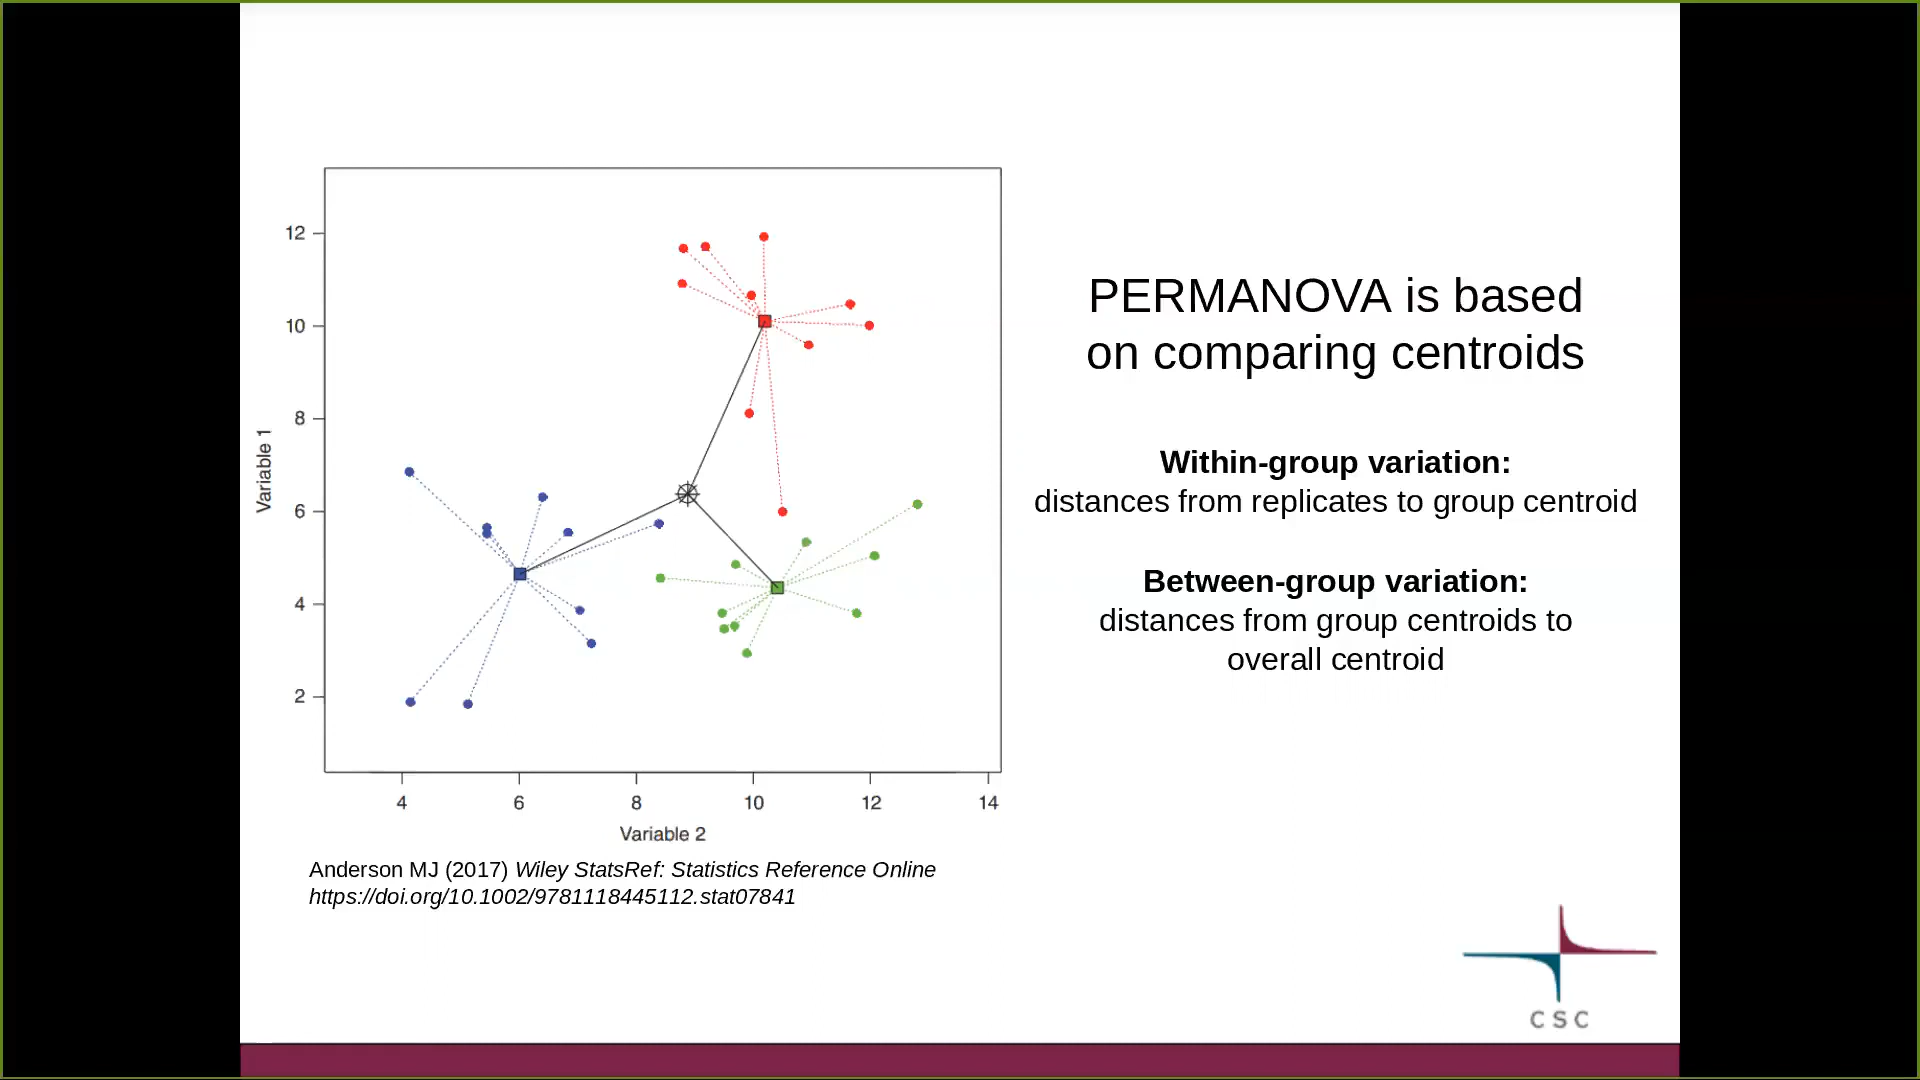 12
10
8
6
4
2
Variable 1
4 6 8 10 12 14
Variable 2
Anderson MJ (2017) Wiley StatsRef: Statistics Reference Online
https://doi.org/10.1002/9781118445112.stat07841
PERMANOVA is based
on comparing centroids
Within-group variation:
distances from replicates to group centroid
Between-group variation:
distances from group centroids to
overall centroid
CSC